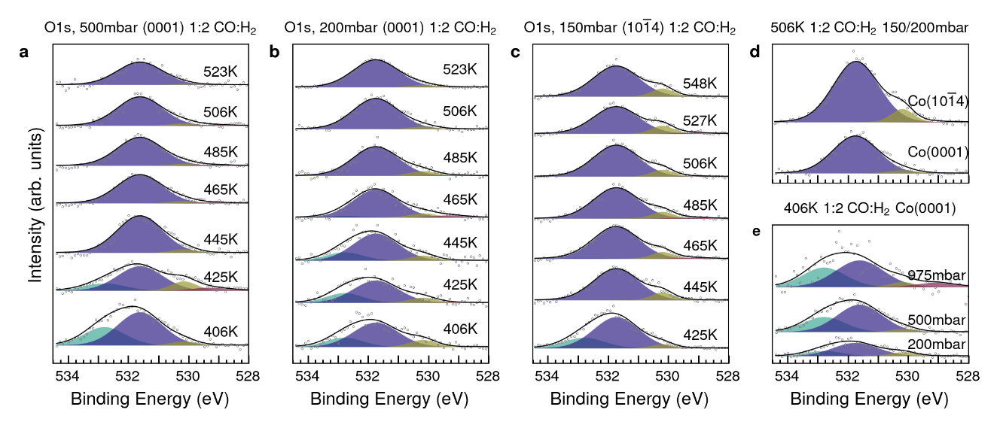 O1s, 500mbar (0001) 1:2 CO:H₂
O1s, 200mbar (0001) 1:2 CO:H₂
O1s, 150mbar (101̅4) 1:2 CO:H₂
506K 1:2 CO:H₂ 150/200mbar
a
b
c
d
Intensity (arb. units)
523K
506K
485K
465K
445K
425K
406K
534 532 530 528
Binding Energy (eV)
523K
506K
485K
465K
445K
425K
406K
534 532 530 528
Binding Energy (eV)
548K
527K
506K
485K
465K
445K
425K
534 532 530 528
Binding Energy (eV)
Co(101̅4)
Co(0001)
406K 1:2 CO:H₂ Co(0001)
e
975mbar
500mbar
200mbar
534 532 530 528
Binding Energy (eV)